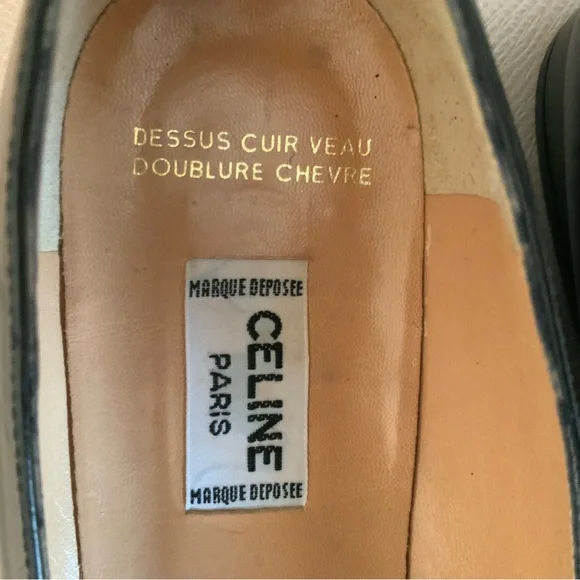 DESSUS CUIR VEAU
DOUBLURE CHEVRE
MARQUE DEPOSEE
CELINE
PARIS
MARQUE DEPOSEE